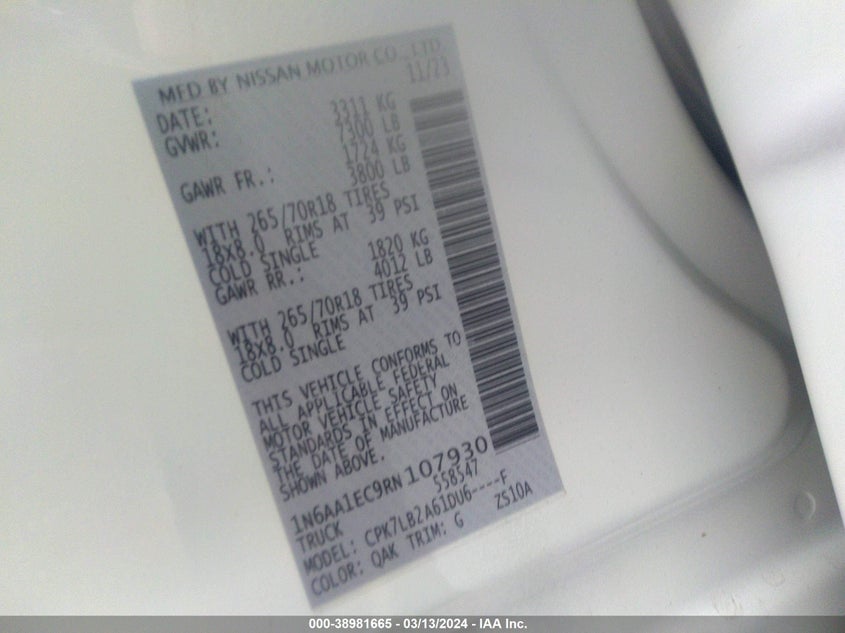 MFD BY NISSAN MOTOR CO.,LTD.
DATE: 11/23
GVWR: 3311 KG
7300 LB
GAWR FR.: 1724 KG
3800 LB
WITH 265/70R18 TIRES
18X8.0 RIMS AT 39 PSI
COLD SINGLE
GAWR RR.: 1820 KG
4012 LB
WITH 265/70R18 TIRES
18X8.0 RIMS AT 39 PSI
COLD SINGLE
THIS VEHICLE CONFORMS TO
ALL APPLICABLE FEDERAL
MOTOR VEHICLE SAFETY
STANDARDS IN EFFECT ON
THE DATE OF MANUFACTURE
SHOWN ABOVE.
1N6AA1EC9RN107930
TRUCK 558547
MODEL: CPK7LB2A61DU6----F
COLOR: QAK TRIM: G ZS10A
000-38981665 - 03/13/2024 - IAA Inc.